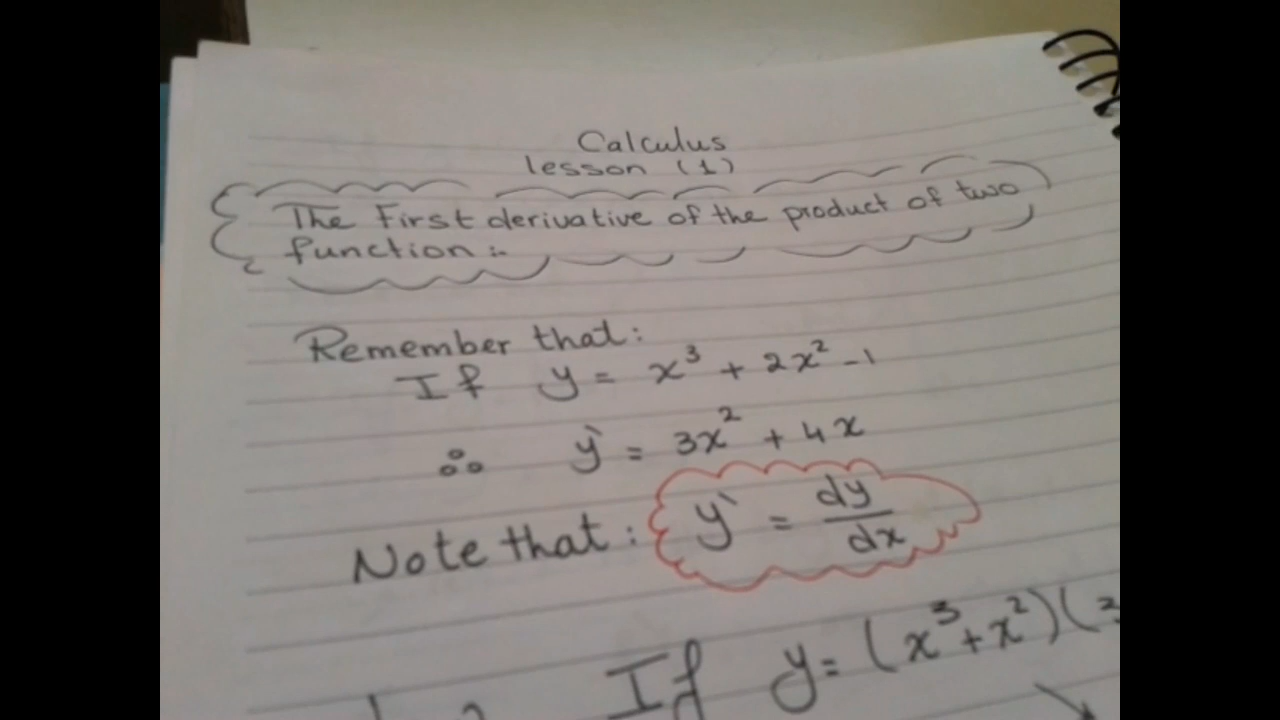 Calculus
lesson (1)
The First derivative of the product of two
function :-
Remember that:
If y = x³ + 2x² - 1
∴ y` = 3x² + 4x
Note that : y` = dy/dx
If y = (x³+x²)(